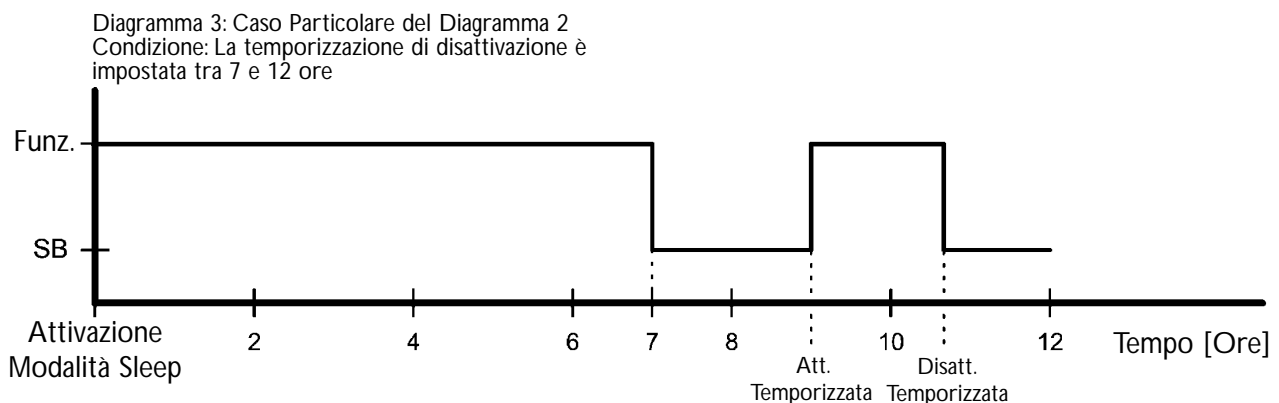 Diagramma 3: Caso Particolare del Diagramma 2
Condizione: La temporizzazione di disattivazione è
impostata tra 7 e 12 ore
Funz.
SB
Attivazione
Modalità Sleep
2
4
6
7
8
10
12
Tempo [Ore]
Att.
Temporizzata
Disatt.
Temporizzata